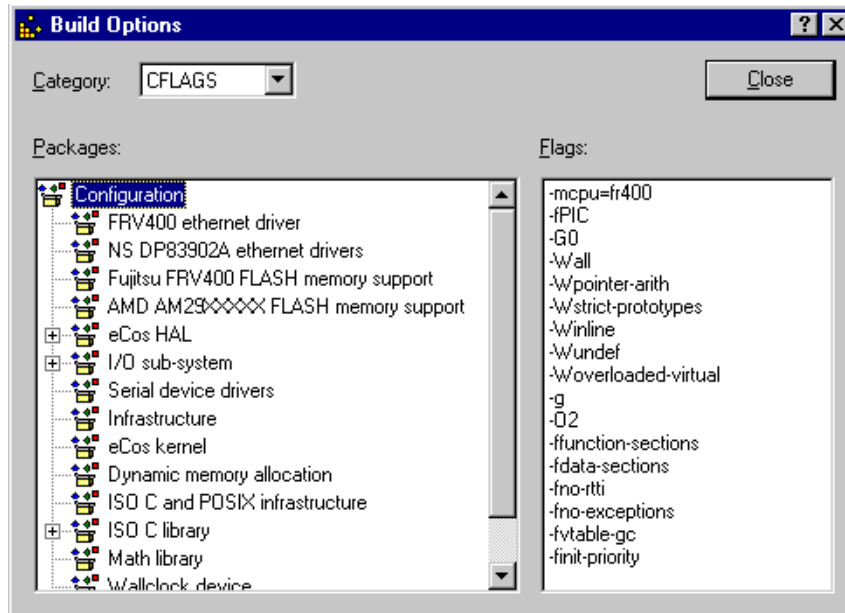 Build Options
Category: CFLAGS Close
Packages:
Configuration
FRV400 ethernet driver
NS DP83902A ethernet drivers
Fujitsu FRV400 FLASH memory support
AMD AM29XXXXX FLASH memory support
eCos HAL
I/O sub-system
Serial device drivers
Infrastructure
eCos kernel
Dynamic memory allocation
ISO C and POSIX infrastructure
ISO C library
Math library
Wallclock device
Flags:
-mcpu=fr400
-fPIC
-G0
-Wall
-Wpointer-arith
-Wstrict-prototypes
-Winline
-Wundef
-Woverloaded-virtual
-g
-O2
-ffunction-sections
-fdata-sections
-fno-rtti
-fno-exceptions
-fvtable-gc
-finit-priority